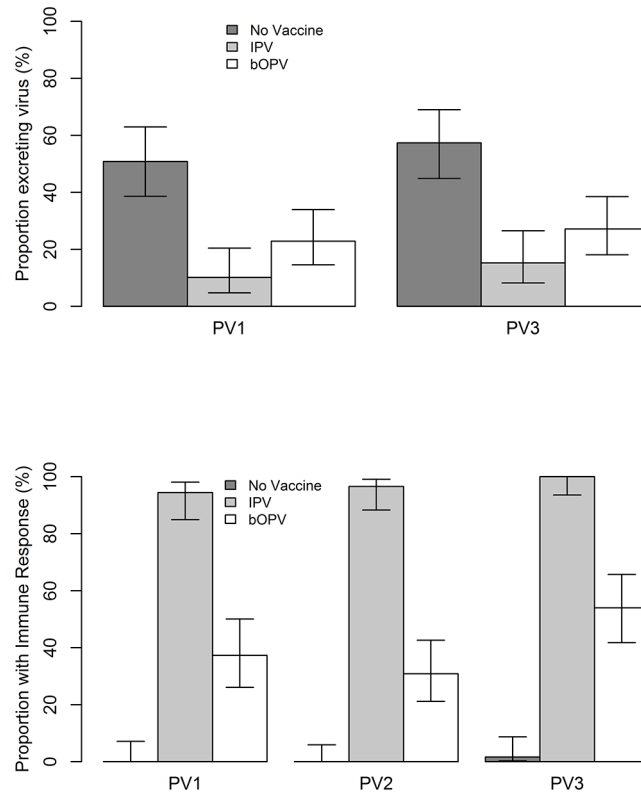 Proportion excreting virus (%)
100
80
60
40
20
0
No Vaccine
IPV
bOPV
PV1
PV3
Proportion with Immune Response (%)
100
80
60
40
20
0
No Vaccine
IPV
bOPV
PV1
PV2
PV3